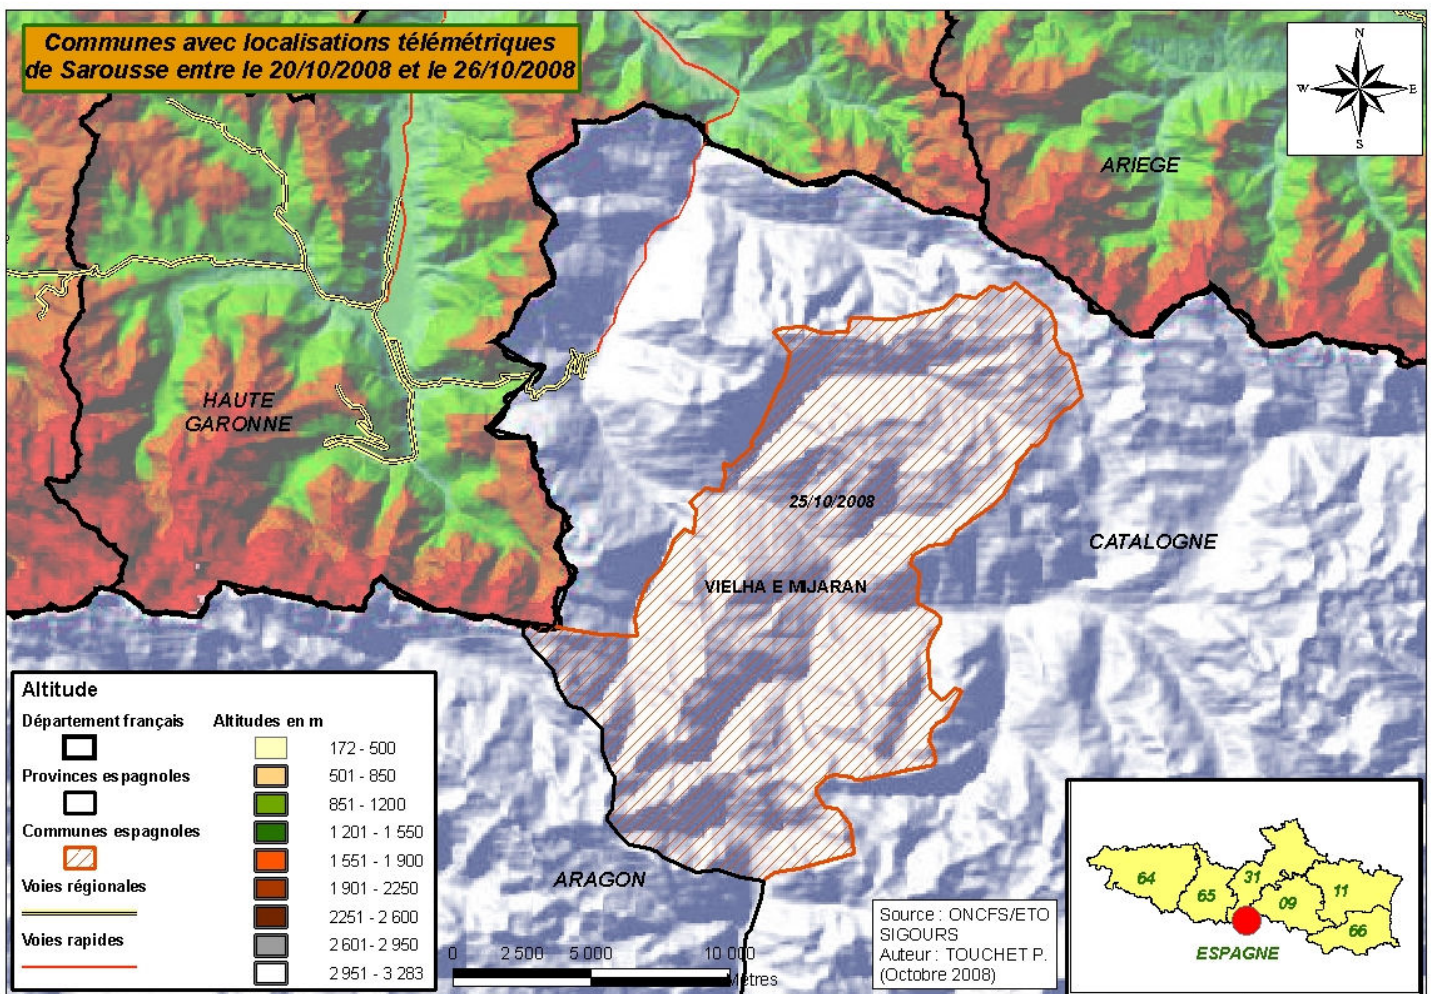 Communes avec localisations télémétriques
de Sarousse entre le 20/10/2008 et le 26/10/2008
N
W E
S
ARIEGE
HAUTE
GARONNE
25/10/2008
CATALOGNE
VIELHA E MIJARAN
ARAGON
Altitude
Département français
Provinces espagnoles
Communes espagnoles
Voies régionales
Voies rapides
Altitudes en m
172 - 500
501 - 850
851 - 1200
1 201 - 1 550
1 551 - 1 900
1 901 - 2250
2251 - 2 600
2 601 - 2 950
2 951 - 3 283
0 2 500 5 000 10 000
Mètres
Source : ONCFS/ETO
SIGOURS
Auteur : TOUCHET P.
(Octobre 2008)
64
65
31
09
11
66
ESPAGNE